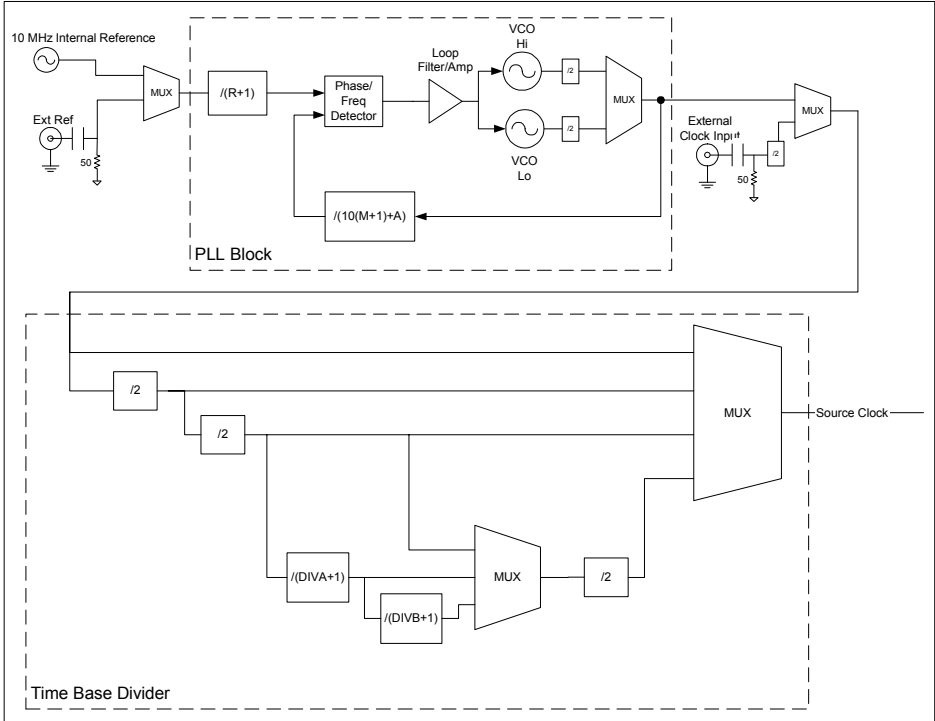 10 MHz Internal Reference
MUX
Ext Ref
50
/(R+1)
Phase/
Freq
Detector
Loop
Filter/Amp
VCO
Hi
/2
VCO
Lo
/2
MUX
/(10(M+1)+A)
PLL Block
External
Clock Input
50
/2
MUX
/2
/2
/(DIVA+1)
/(DIVB+1)
MUX
/2
MUX
Source Clock
Time Base Divider